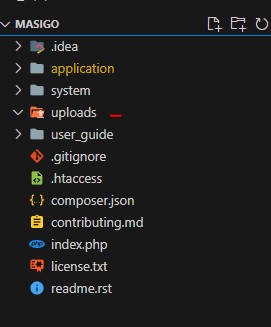 MASIGO
.idea
application
system
uploads
user_guide
.gitignore
.htaccess
composer.json
contributing.md
index.php
license.txt
readme.rst